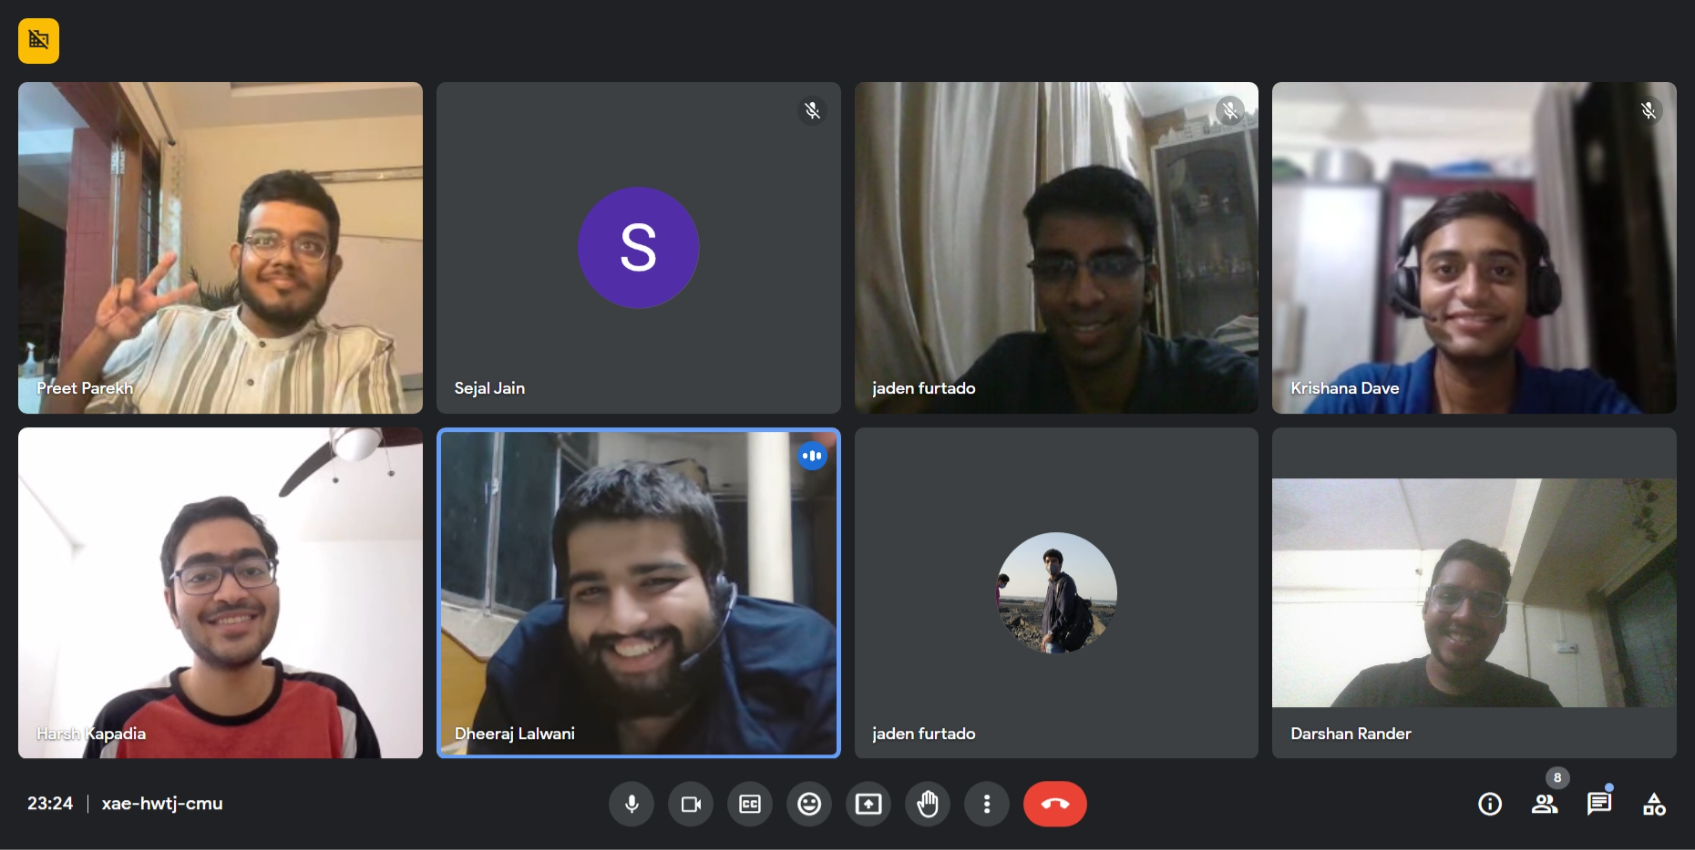 S
Preet Parekh
Sejal Jain
jaden furtado
Krishana Dave
Harsh Kapadia
Dheeraj Lalwani
jaden furtado
Darshan Rander
8
23:24 | xae-hwtj-cmu
CC